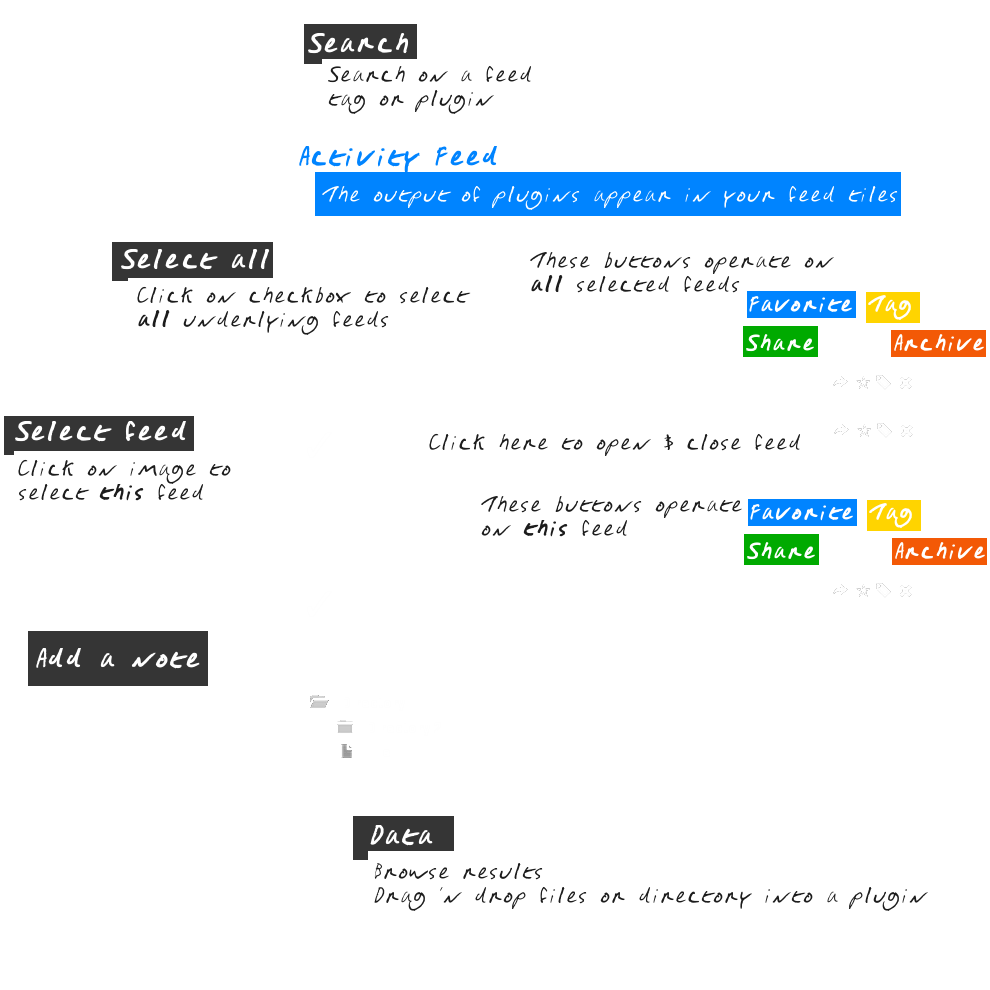 Search
Search on a feed
tag or plugin
Activity Feed
The output of plugins appear in your feed tiles
Select all
Click on checkbox to select
all underlying feeds
These buttons operate on
all selected feeds
Favorite Tag
Share Archive
Select feed
Click on image to
select this feed
Click here to open & close feed
These buttons operate
on this feed
Favorite Tag
Share Archive
Add a note
Data
Browse results
Drag 'n drop files or directory into a plugin